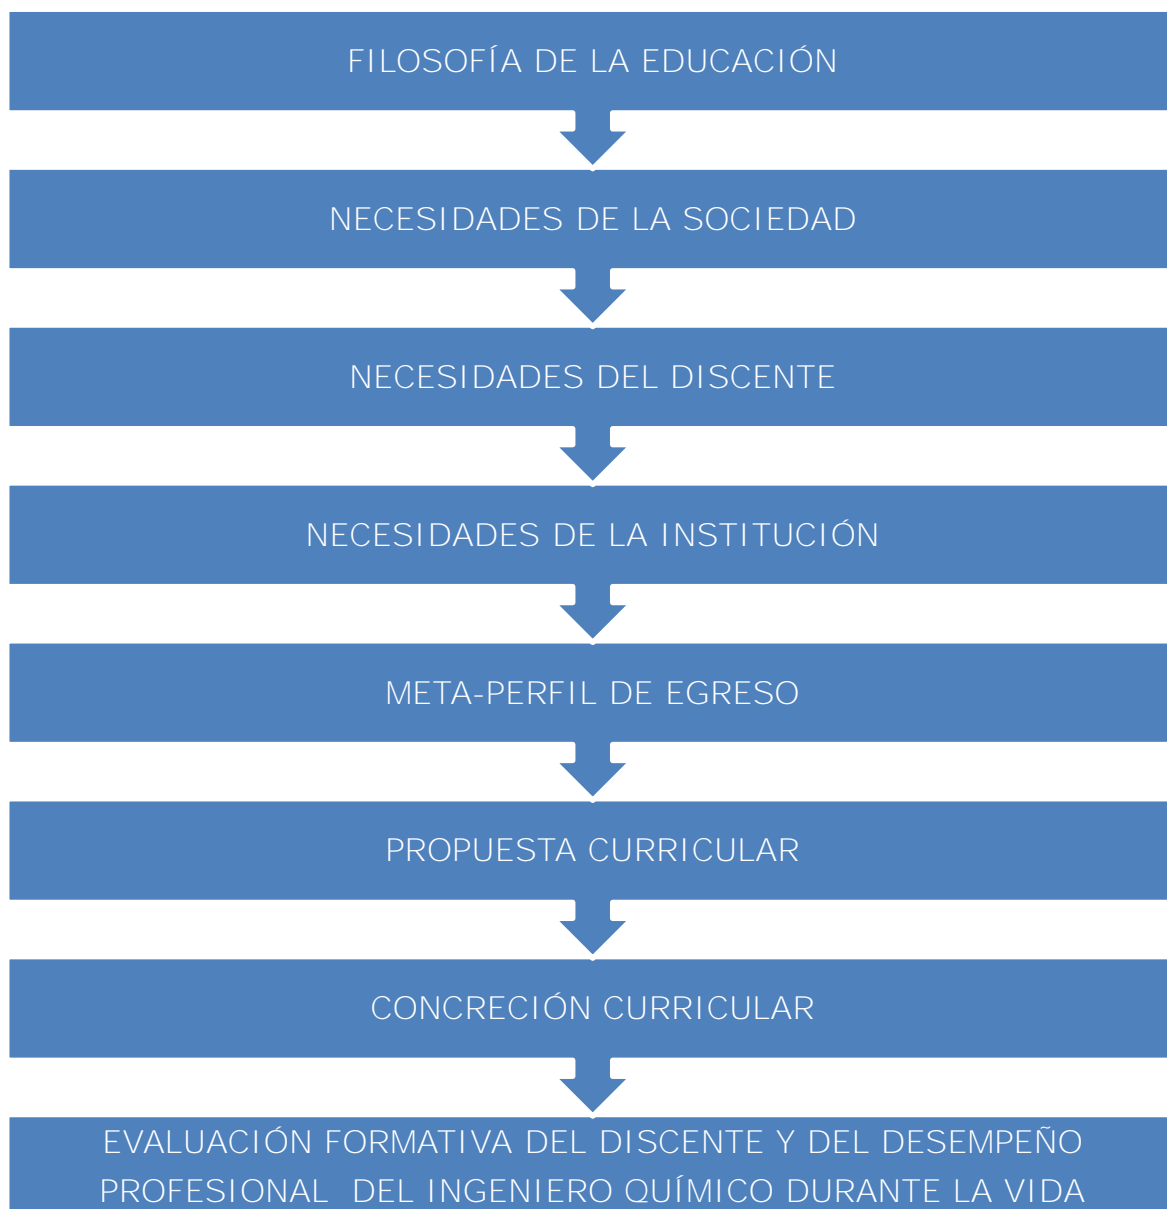 FILOSOFÍA DE LA EDUCACIÓN
NECESIDADES DE LA SOCIEDAD
NECESIDADES DEL DISCENTE
NECESIDADES DE LA INSTITUCIÓN
META-PERFIL DE EGRESO
PROPUESTA CURRICULAR
CONCRECIÓN CURRICULAR
EVALUACIÓN FORMATIVA DEL DISCENTE Y DEL DESEMPEÑO
PROFESIONAL DEL INGENIERO QUÍMICO DURANTE LA VIDA